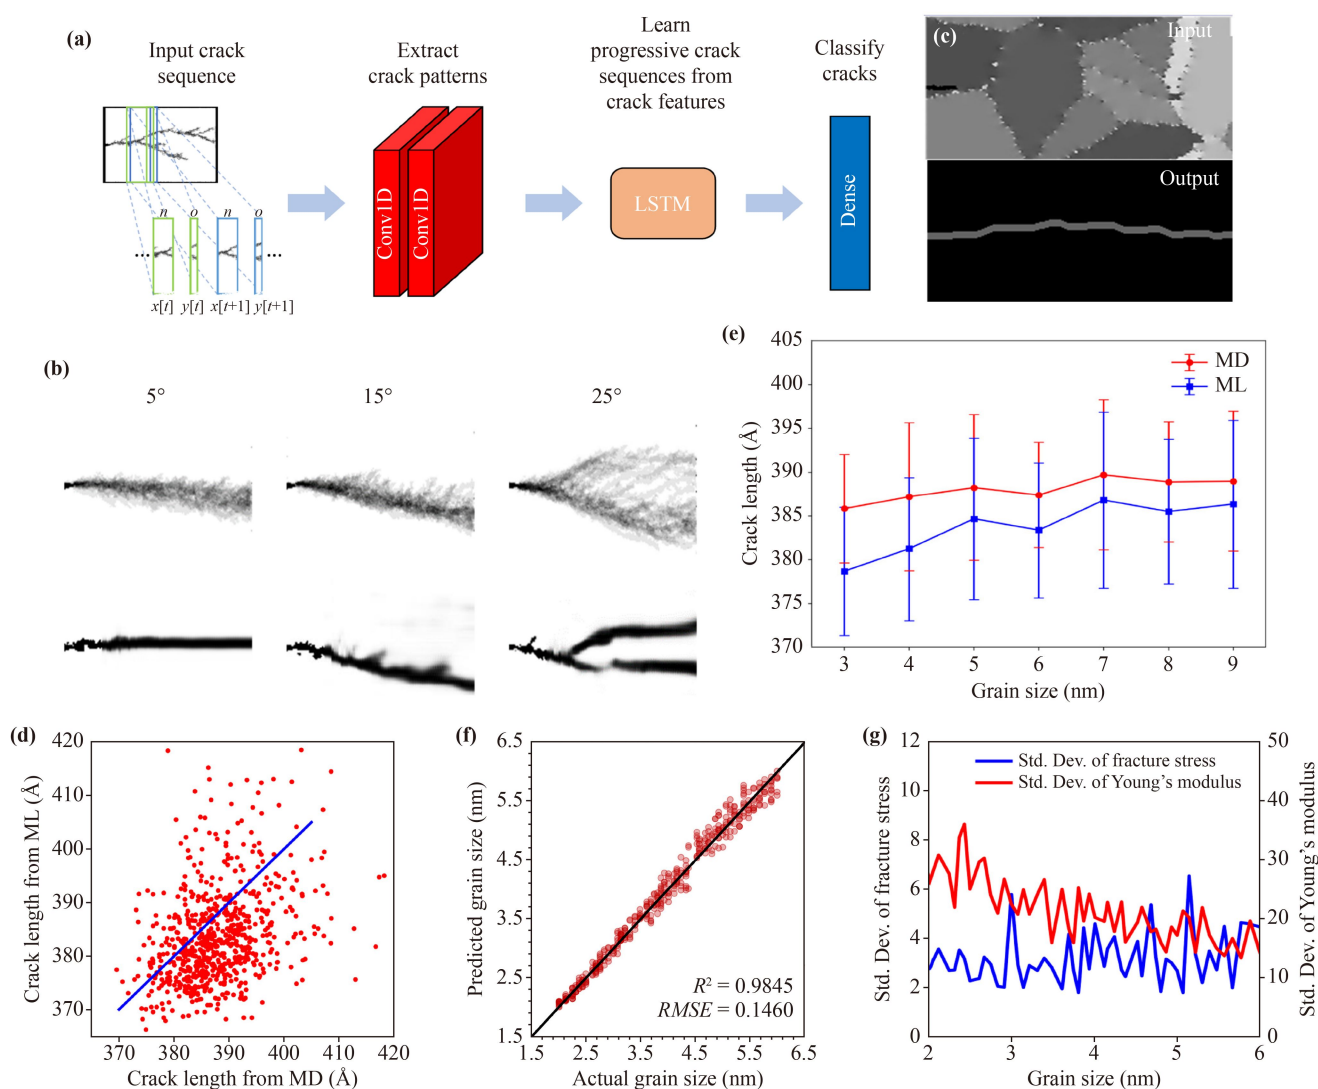 (a)
Input crack
sequence
Extract
crack patterns
Learn
progressive crack
sequences from
crack features
Classify
cracks
n o n o
... ...
x[t] y[t] x[t+1] y[t+1]
Conv1D
Conv1D
LSTM
Dense
(c)
Input
Output
(b)
5°
15°
25°
(e)
405
400
395
390
385
380
375
370
Crack length (Å)
MD
ML
3 4 5 6 7 8 9
Grain size (nm)
(d)
420
410
400
390
380
370
Crack length from ML (Å)
370 380 390 400 410 420
Crack length from MD (Å)
(f)
6.5
5.5
4.5
3.5
2.5
1.5
Predicted grain size (nm)
R² = 0.9845
RMSE = 0.1460
1.5 2.5 3.5 4.5 5.5 6.5
Actual grain size (nm)
(g)
12
10
8
6
4
2
0
Std. Dev. of fracture stress
Std. Dev. of fracture stress
Std. Dev. of Young's modulus
50
40
30
20
10
0
Std. Dev. of Young's modulus
2 3 4 5 6
Grain size (nm)